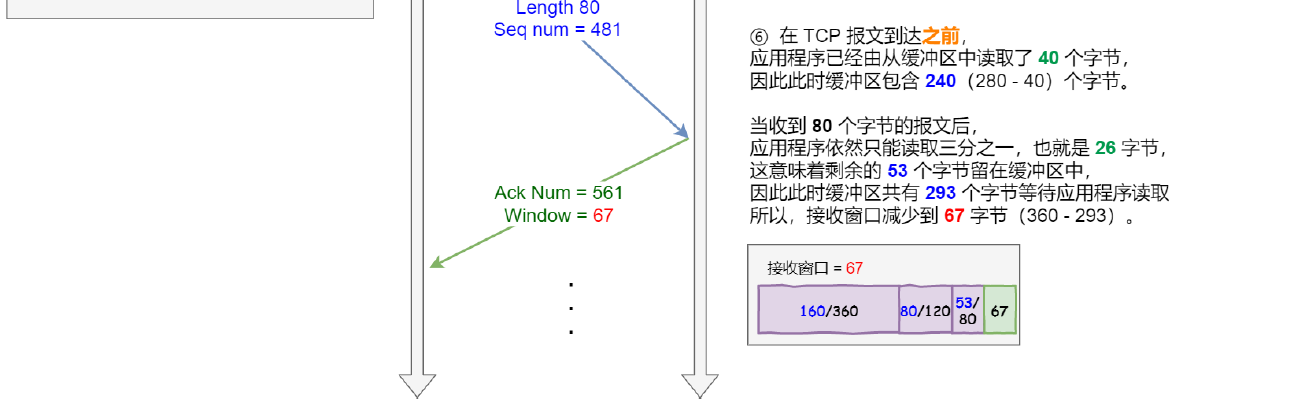 Length 80
Seq num = 481
Ack Num = 561
Window = 67
⑥ 在 TCP 报文到达之前,
应用程序已经由从缓冲区中读取了 40 个字节,
因此此时缓冲区包含 240（280 - 40）个字节。
当收到 80 个字节的报文后,
应用程序依然只能读取三分之一，也就是 26 字节,
这意味着剩余的 53 个字节留在缓冲区中,
因此此时缓冲区共有 293 个字节等待应用程序读取
所以，接收窗口减少到 67 字节（360 - 293）。
接收窗口 = 67
160/360
80/120
53/
80
67